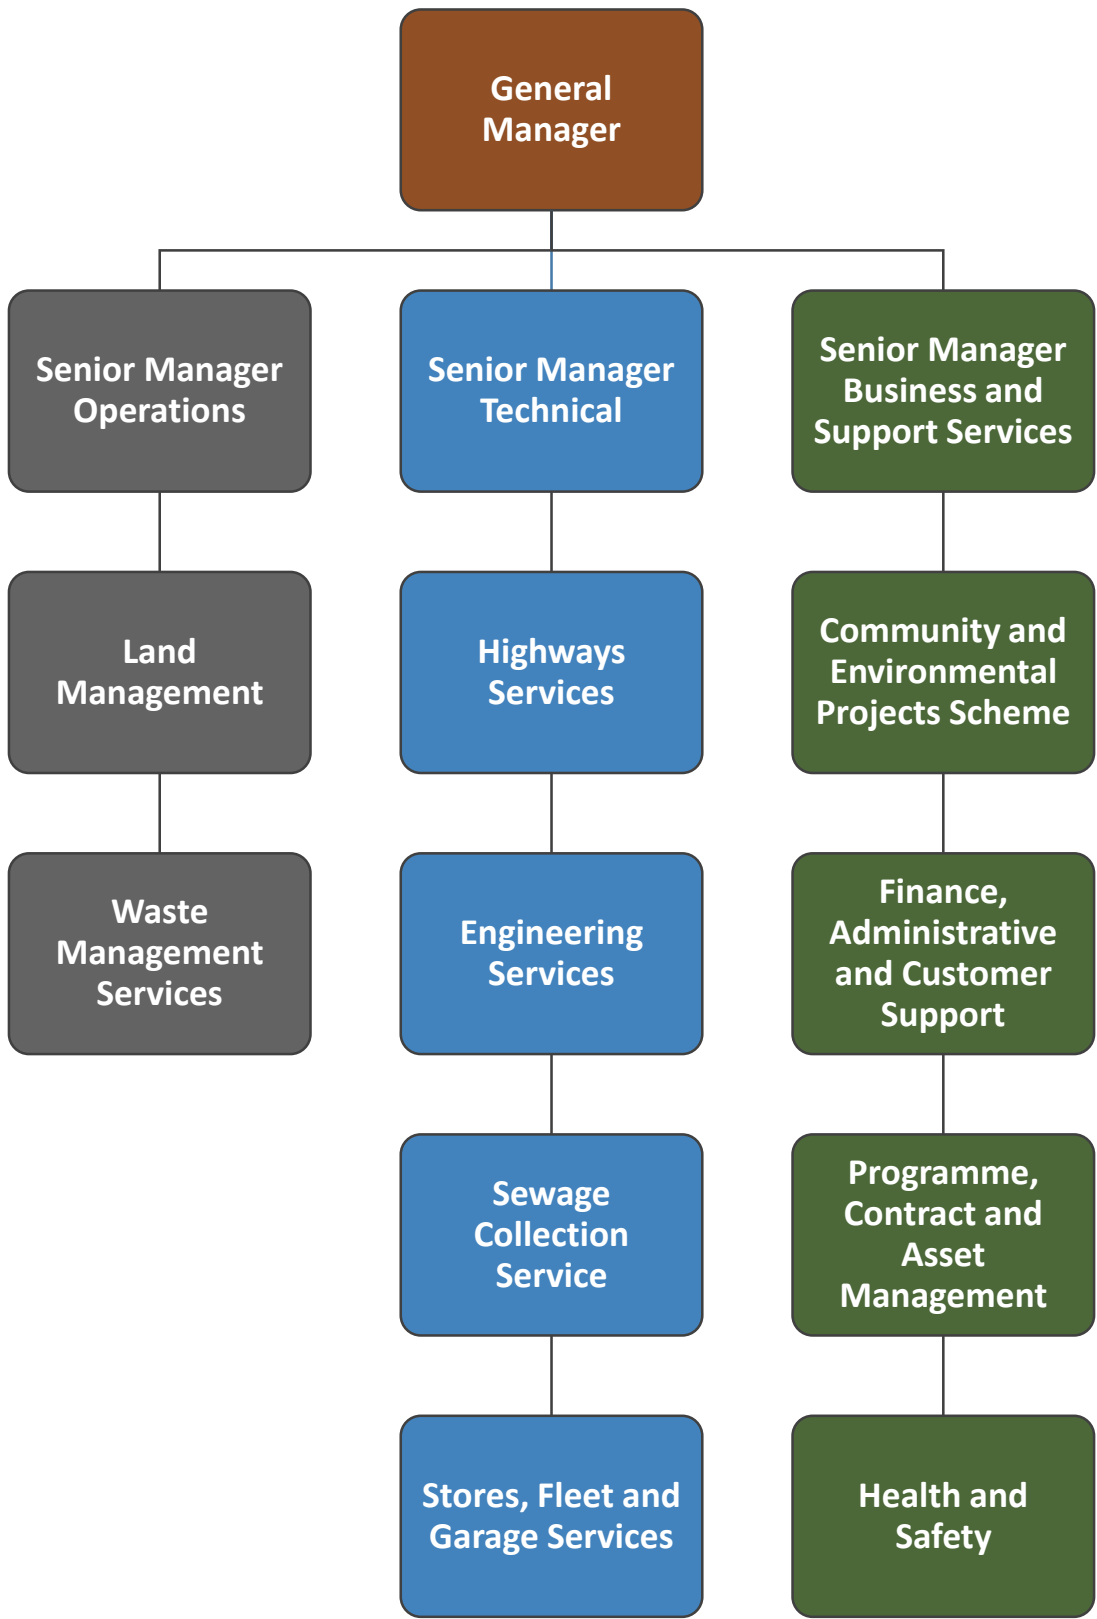 General
Manager
Senior Manager
Operations
Senior Manager
Technical
Senior Manager
Business and
Support Services
Land
Management
Highways
Services
Community and
Environmental
Projects Scheme
Waste
Management
Services
Engineering
Services
Finance,
Administrative
and Customer
Support
Sewage
Collection
Service
Programme,
Contract and
Asset
Management
Stores, Fleet and
Garage Services
Health and
Safety